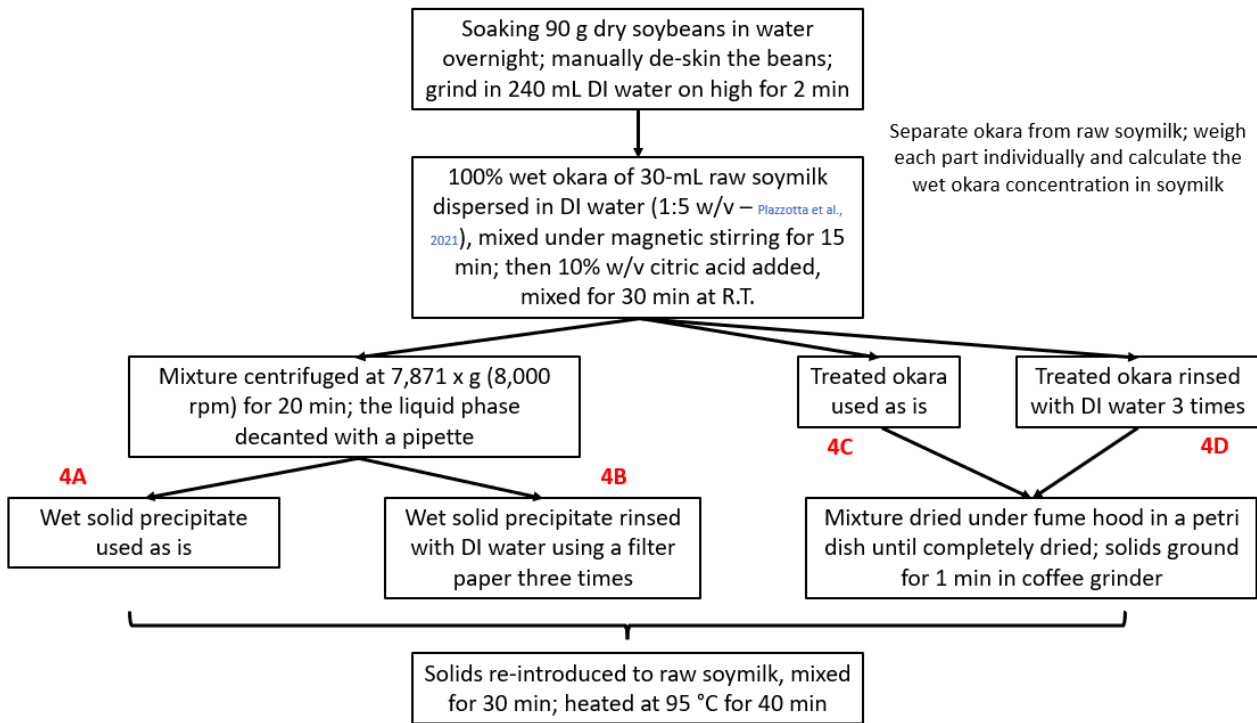 Soaking 90 g dry soybeans in water
overnight; manually de-skin the beans;
grind in 240 mL DI water on high for 2 min
Separate okara from raw soymilk; weigh
each part individually and calculate the
wet okara concentration in soymilk
100% wet okara of 30-mL raw soymilk
dispersed in DI water (1:5 w/v – Plazzotta et al.,
2021), mixed under magnetic stirring for 15
min; then 10% w/v citric acid added,
mixed for 30 min at R.T.
Mixture centrifuged at 7,871 x g (8,000
rpm) for 20 min; the liquid phase
decanted with a pipette
Treated okara
used as is
Treated okara rinsed
with DI water 3 times
4A
4B
4C
4D
Wet solid precipitate
used as is
Wet solid precipitate rinsed
with DI water using a filter
paper three times
Mixture dried under fume hood in a petri
dish until completely dried; solids ground
for 1 min in coffee grinder
Solids re-introduced to raw soymilk, mixed
for 30 min; heated at 95 °C for 40 min